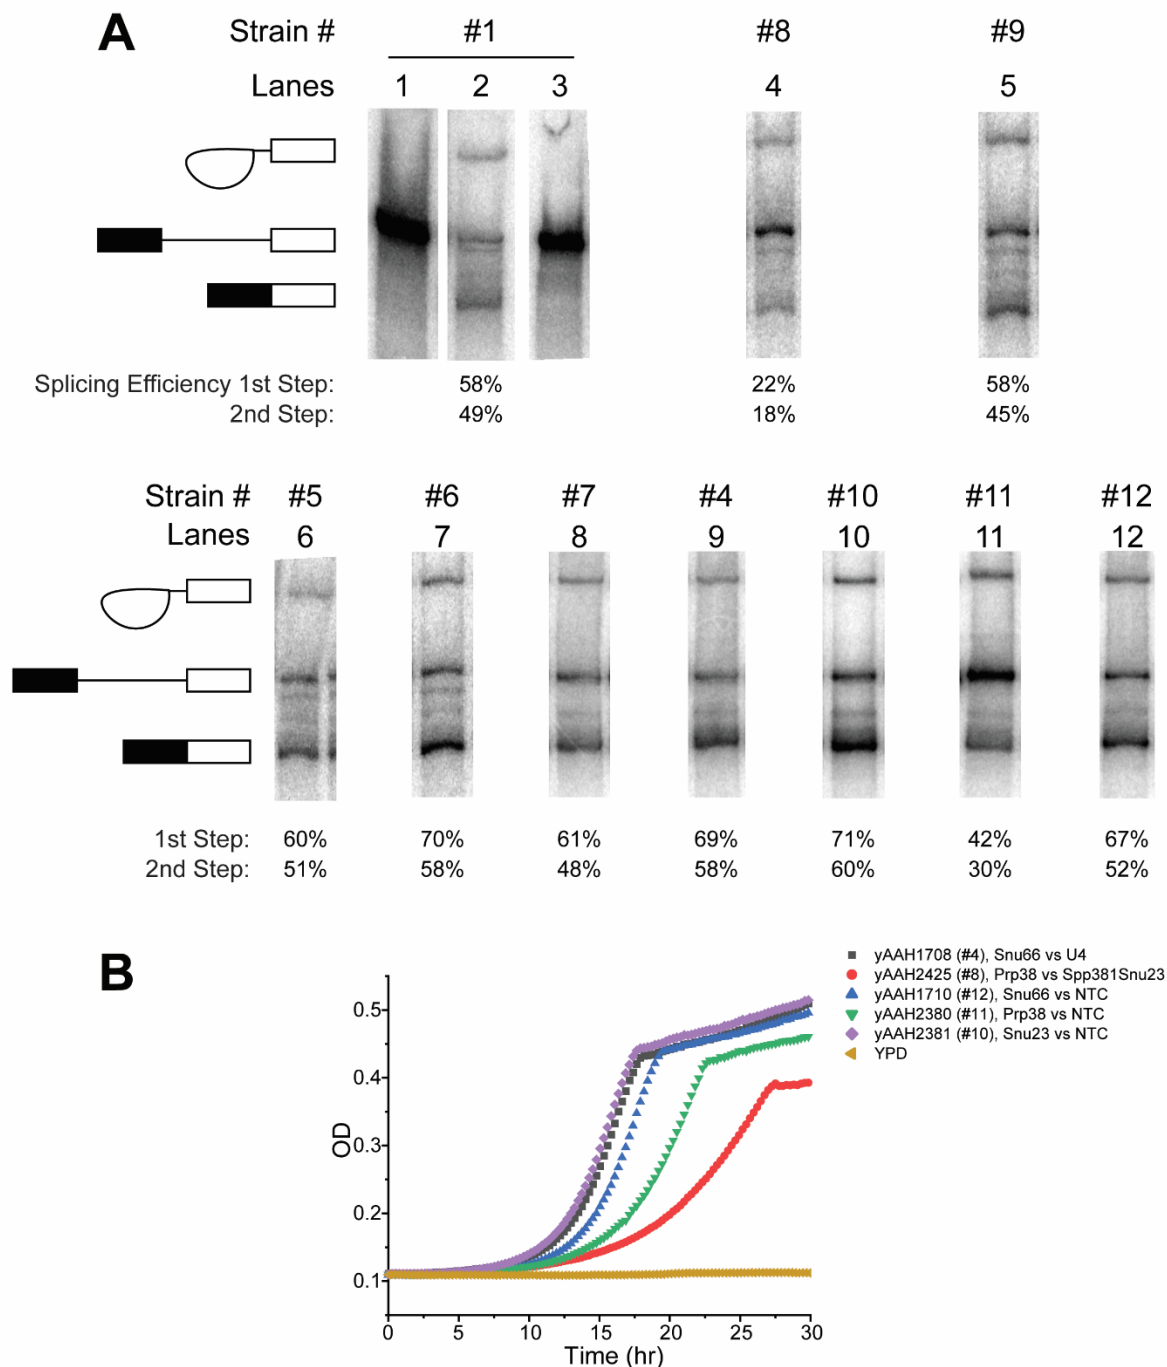 A
Strain # #1 #8 #9
Lanes 1 2 3 4 5
Splicing Efficiency 1st Step: 58% 22% 58%
2nd Step: 49% 18% 45%
Strain # #5 #6 #7 #4 #10 #11 #12
Lanes 6 7 8 9 10 11 12
1st Step: 60% 70% 61% 69% 71% 42% 67%
2nd Step: 51% 58% 48% 58% 60% 30% 52%
B
yAAH1708 (#4), Snu66 vs U4
yAAH2425 (#8), Prp38 vs Spp381Snu23
yAAH1710 (#12), Snu66 vs NTC
yAAH2380 (#11), Prp38 vs NTC
yAAH2381 (#10), Snu23 vs NTC
YPD
0.5
0.4
0.3
0.2
0.1
OD
0 5 10 15 20 25 30
Time (hr)